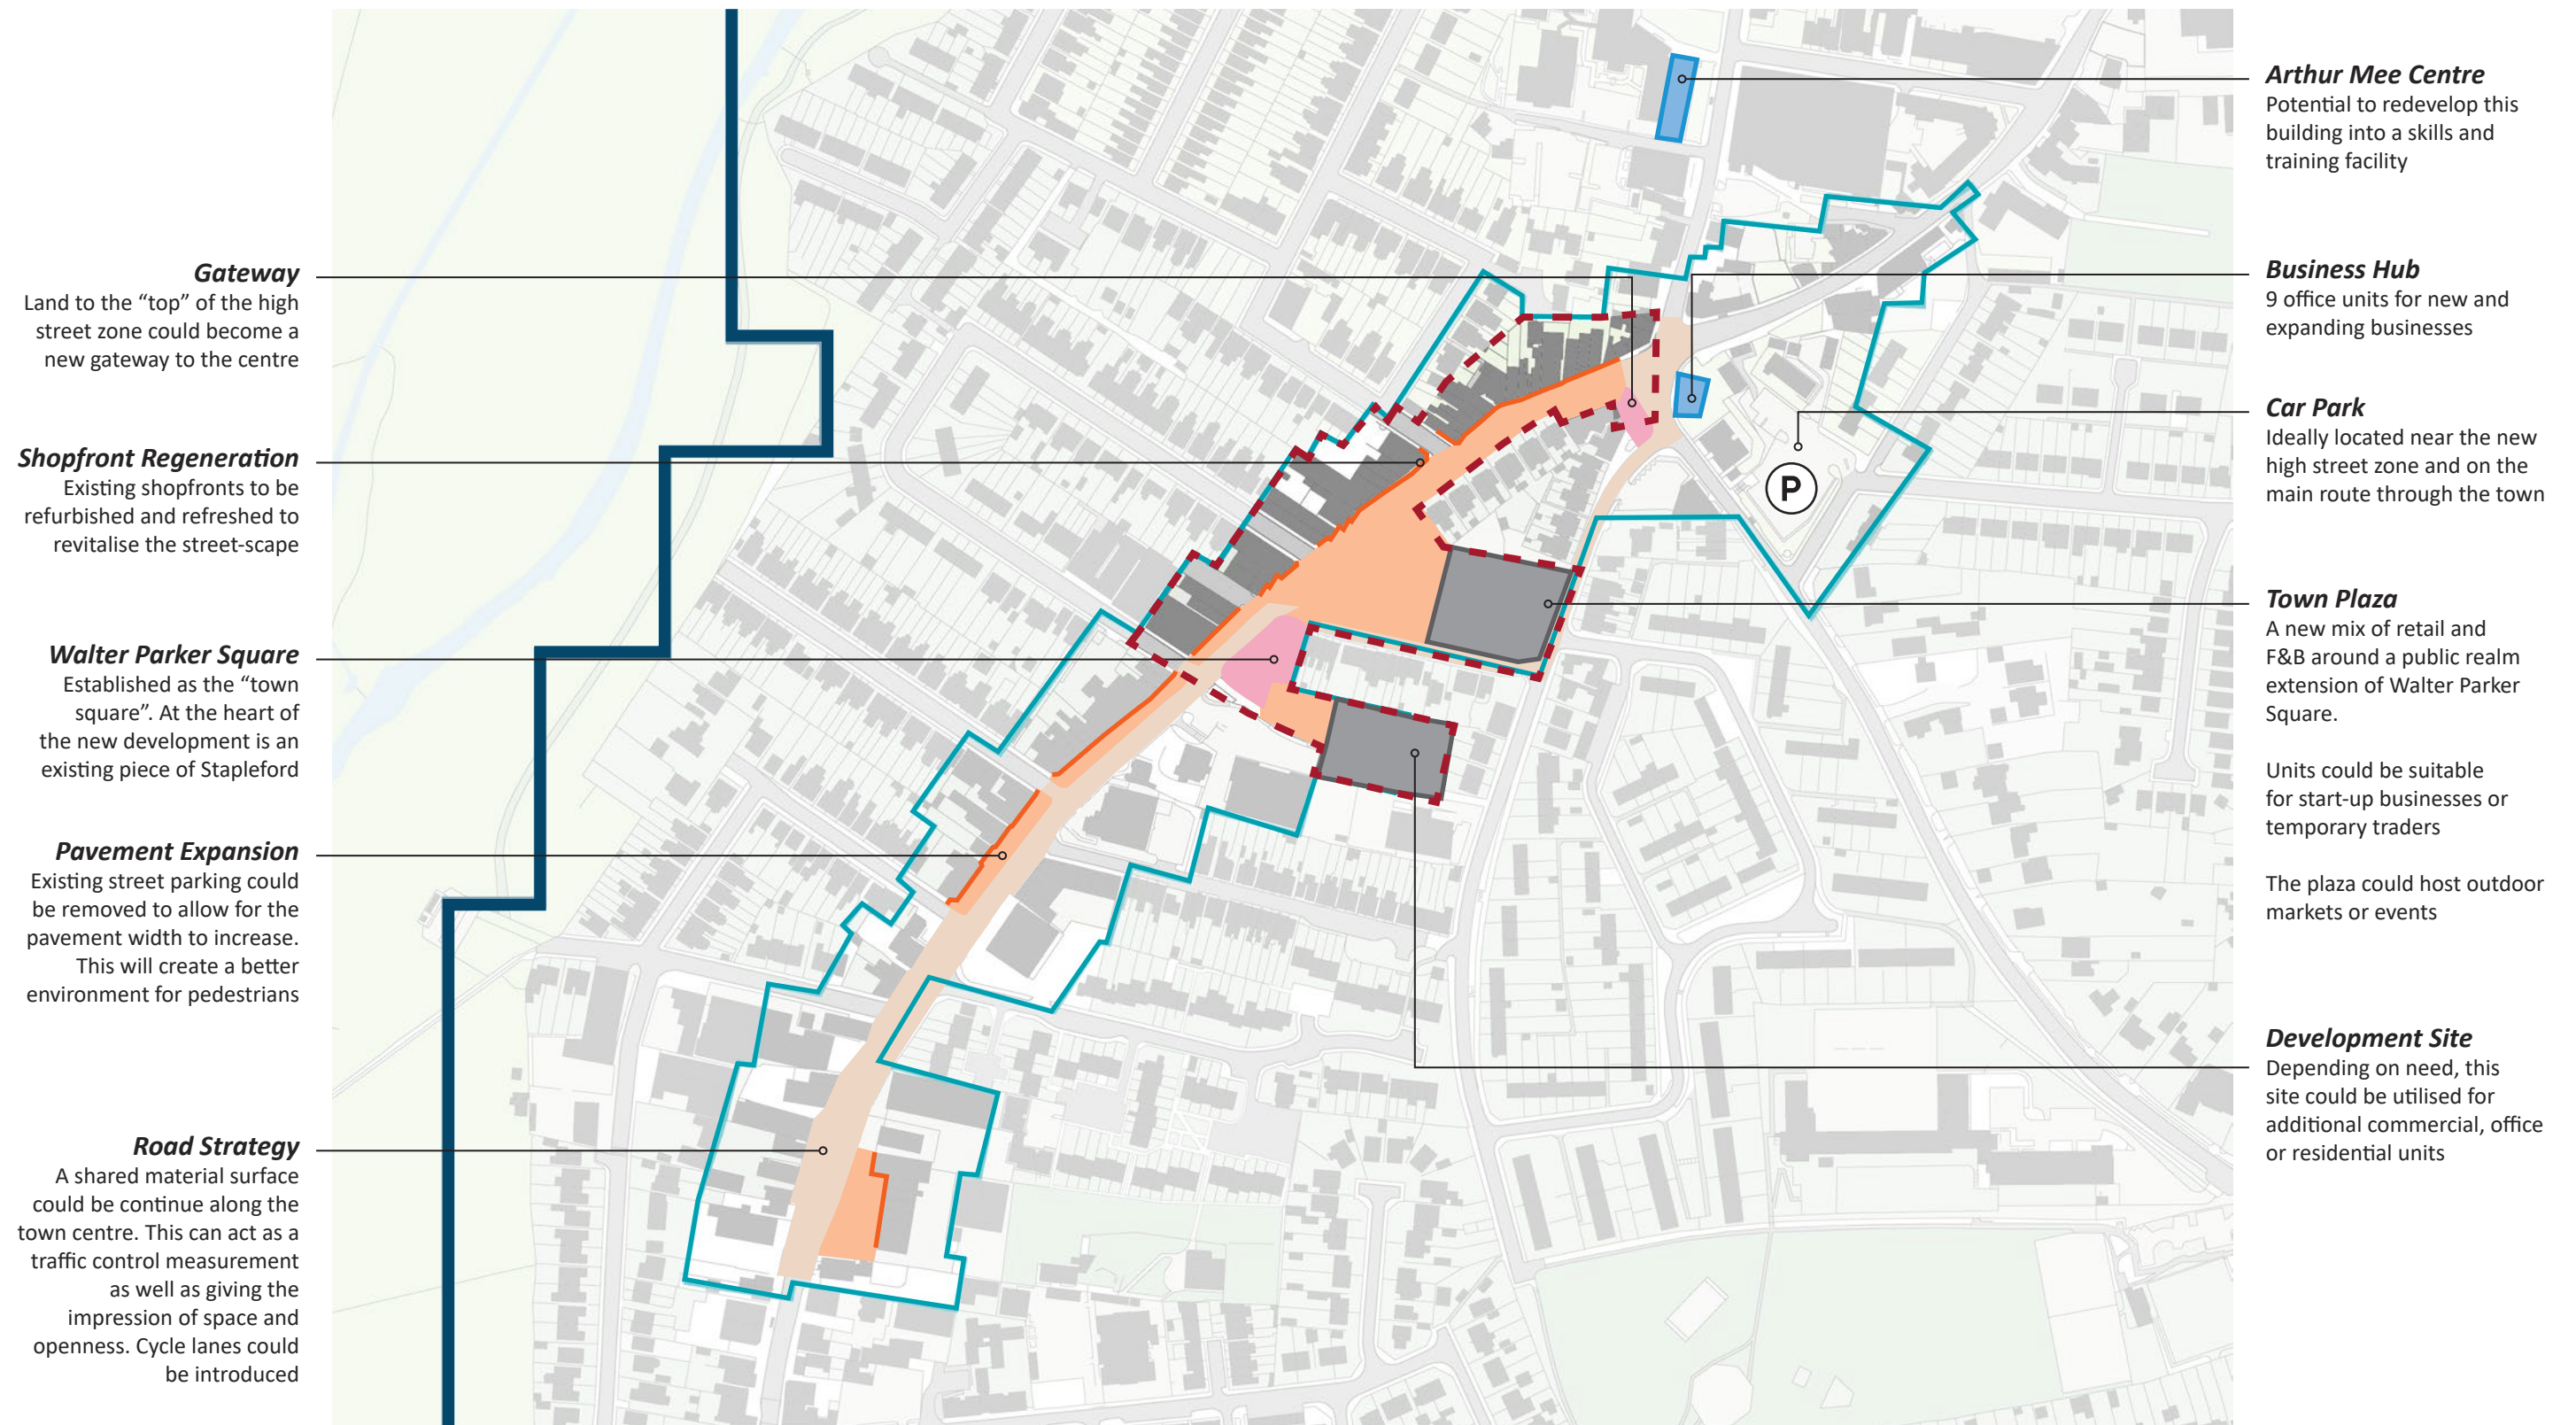 Gateway
Land to the “top” of the high
street zone could become a
new gateway to the centre
Shopfront Regeneration
Existing shopfronts to be
refurbished and refreshed to
revitalise the street-scape
Walter Parker Square
Established as the “town
square”. At the heart of
the new development is an
existing piece of Stapleford
Pavement Expansion
Existing street parking could
be removed to allow for the
pavement width to increase.
This will create a better
environment for pedestrians
Road Strategy
A shared material surface
could be continue along the
town centre. This can act as a
traffic control measurement
as well as giving the
impression of space and
openness. Cycle lanes could
be introduced
P
Arthur Mee Centre
Potential to redevelop this
building into a skills and
training facility
Business Hub
9 office units for new and
expanding businesses
Car Park
Ideally located near the new
high street zone and on the
main route through the town
Town Plaza
A new mix of retail and
F&B around a public realm
extension of Walter Parker
Square.
Units could be suitable
for start-up businesses or
temporary traders
The plaza could host outdoor
markets or events
Development Site
Depending on need, this
site could be utilised for
additional commercial, office
or residential units